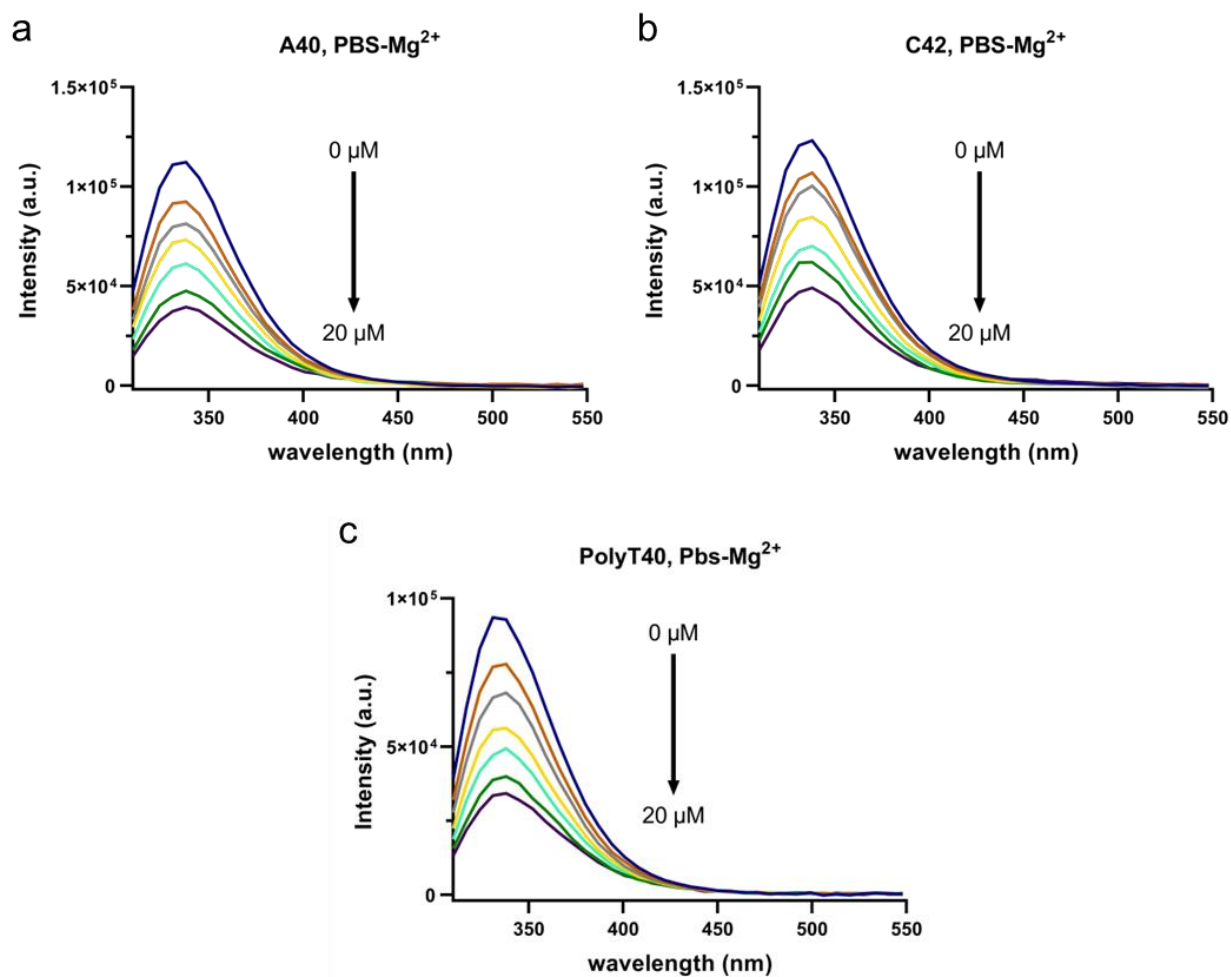 a
A40, PBS-Mg²⁺
Intensity (a.u.)
1.5×10⁵
1×10⁵
5×10⁴
0
0 µM
20 µM
350 400 450 500 550
wavelength (nm)
b
C42, PBS-Mg²⁺
Intensity (a.u.)
1.5×10⁵
1×10⁵
5×10⁴
0
0 µM
20 µM
350 400 450 500 550
wavelength (nm)
c
PolyT40, Pbs-Mg²⁺
Intensity (a.u.)
1×10⁵
5×10⁴
0
0 µM
20 µM
350 400 450 500 550
wavelength (nm)